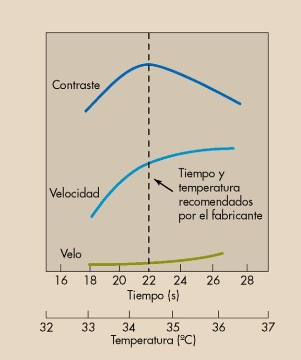 Contraste
Velocidad
Tiempo y
temperatura
recomendados
por el fabricante
Velo
16 18 20 22 24 26 28
Tiempo (s)
32 33 34 35 36 37
Temperatura (ºC)